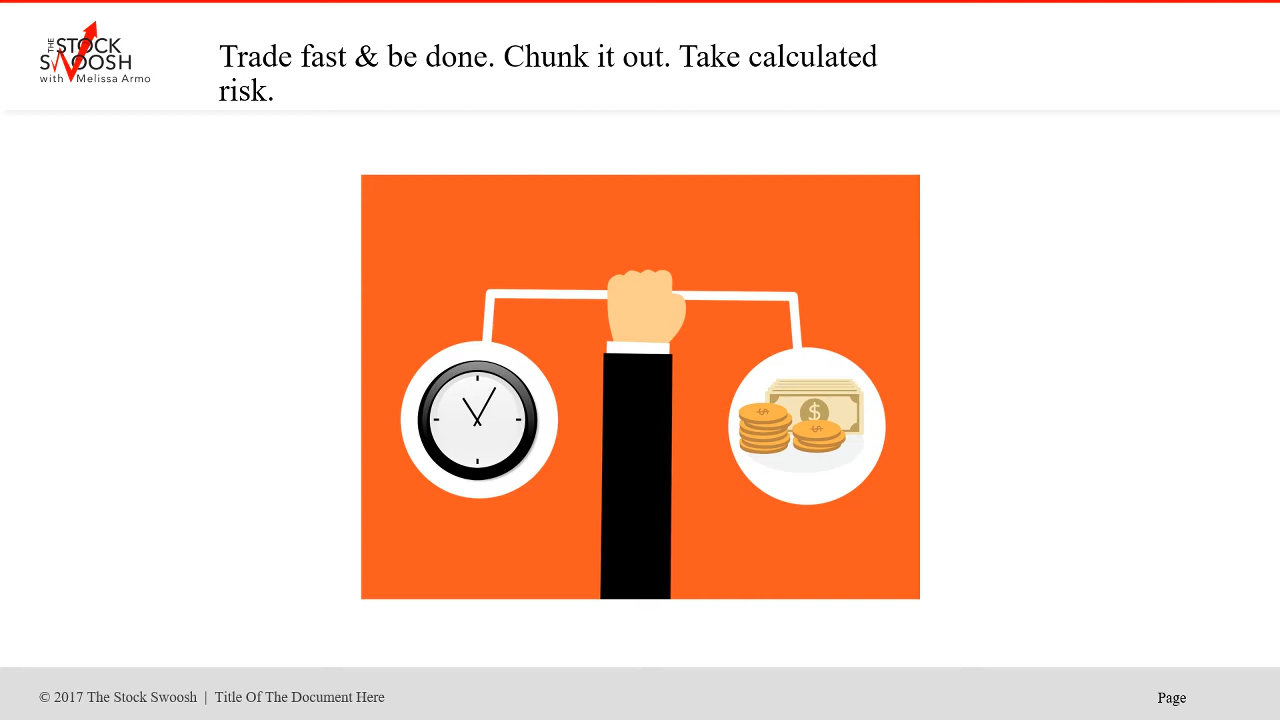 THE STOCK
SWOOSH
with Melissa Armo
Trade fast & be done. Chunk it out. Take calculated
risk.
$
$
$
© 2017 The Stock Swoosh | Title Of The Document Here
Page